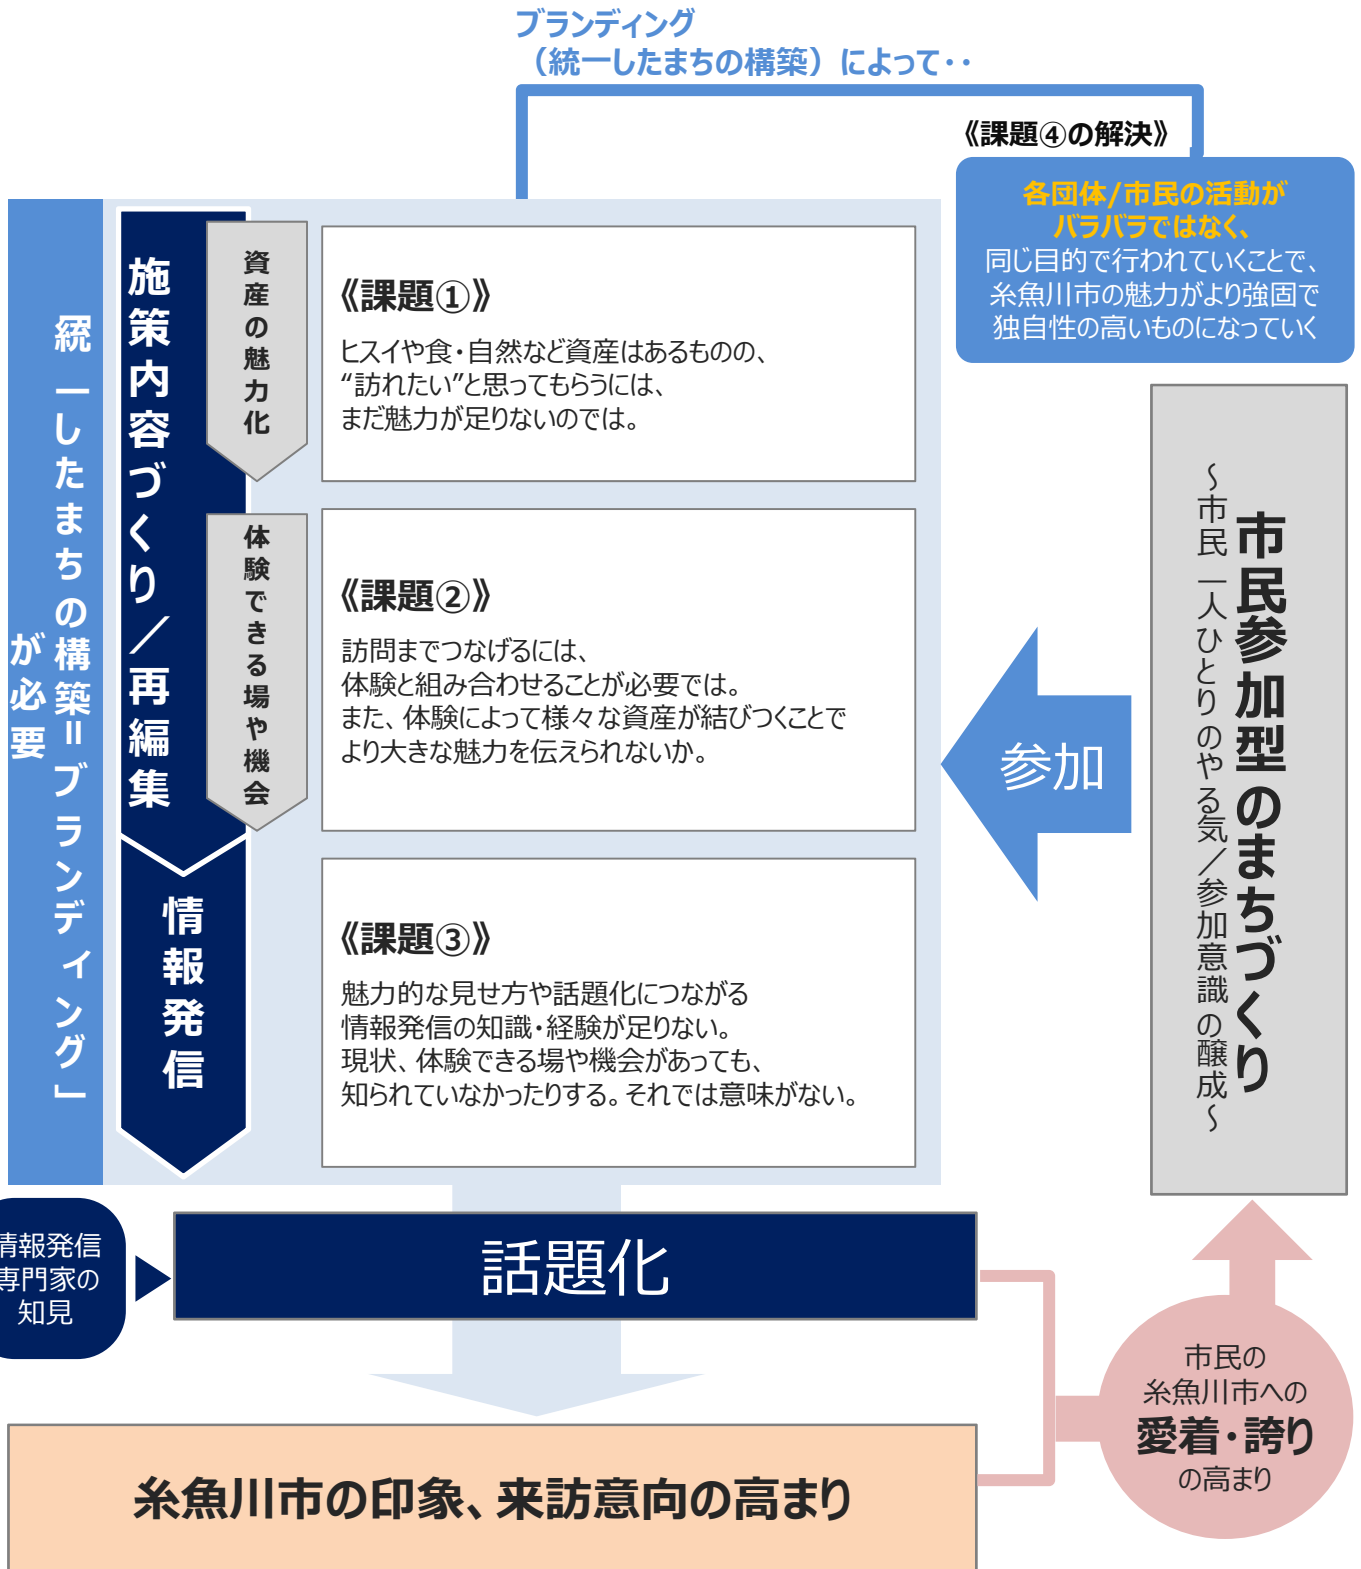 ブランディング
（統一したまちの構築）によって‥
《課題④の解決》
各団体/市民の活動が
バラバラではなく、
同じ目的で行われていくことで、
糸魚川市の魅力がより強固で
独自性の高いものになっていく
統一したまちの構築＝ブランディング」
が必要
施策内容づくり／再編集
資産の魅力化
《課題①》
ヒスイや食・自然など資産はあるものの、
“訪れたい”と思ってもらうには、
まだ魅力が足りないのでは。
体験できる場や機会
《課題②》
訪問までつなげるには、
体験と組み合わせることが必要では。
また、体験によって様々な資産が結びつくことで
より大きな魅力を伝えられないか。
情報発信
《課題③》
魅力的な見せ方や話題化につながる
情報発信の知識・経験が足りない。
現状、体験できる場や機会があっても、
知られていなかったりする。それでは意味がない。
参加
市民参加型のまちづくり
～市民一人ひとりのやる気／参加意識の醸成～
情報発信
専門家の
知見
話題化
糸魚川市の印象、来訪意向の高まり
市民の
糸魚川市への
愛着・誇り
の高まり